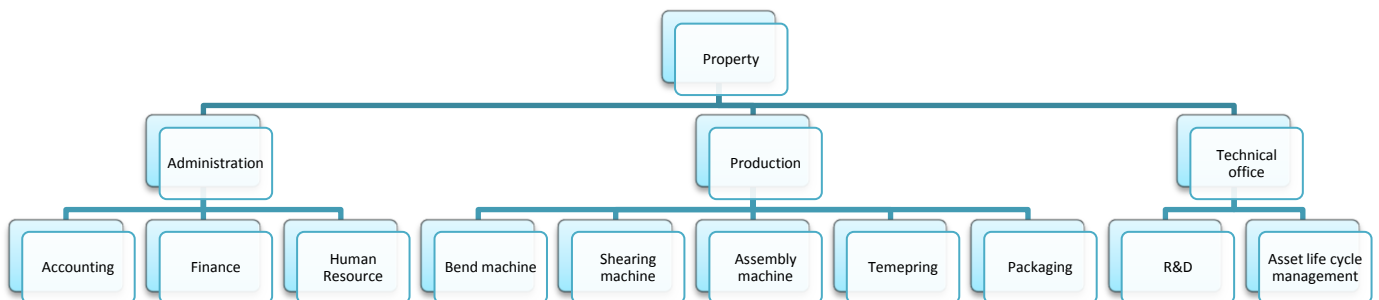 Property
Administration
Production
Technical
office
Accounting
Finance
Human
Resource
Bend machine
Shearing
machine
Assembly
machine
Temepring
Packaging
R&D
Asset life cycle
management